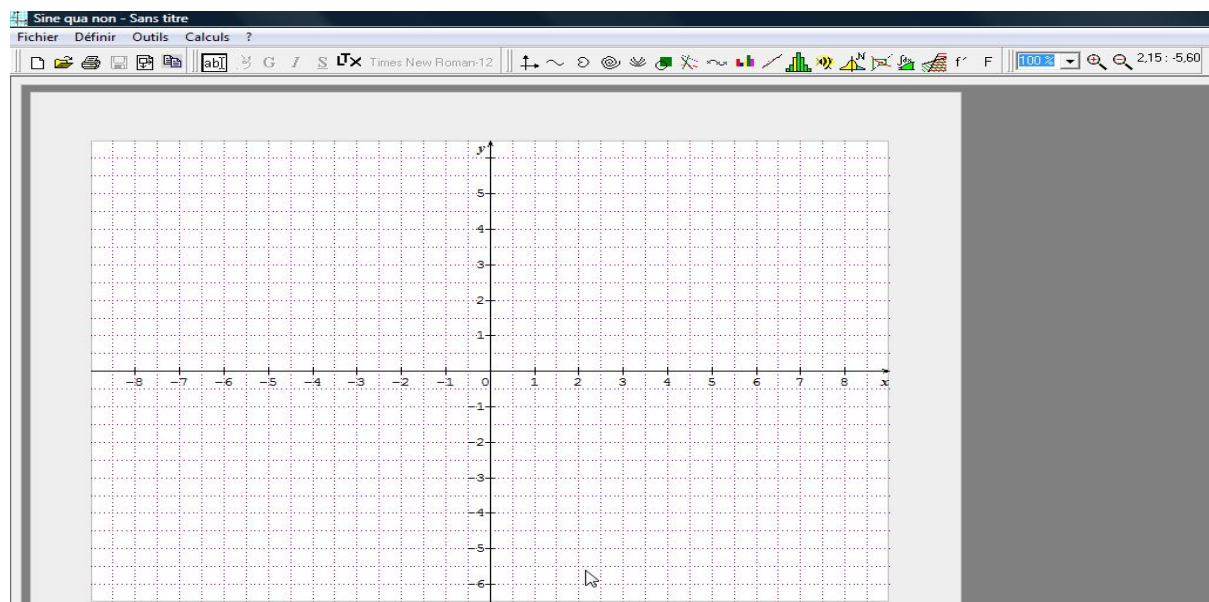 Sine qua non - Sans titre
Fichier Définir Outils Calculs ?
abI G I S Times New Roman-12 f′ F 100 % 2,15 : -5,60
y
5
4
3
2
1
-8 -7 -6 -5 -4 -3 -2 -1 0 1 2 3 4 5 6 7 8 x
-1
-2
-3
-4
-5
-6